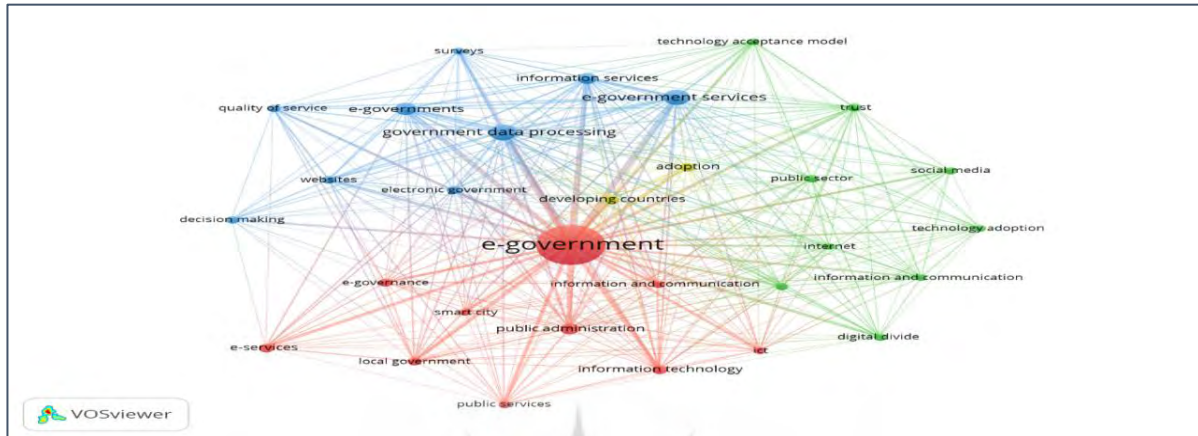 technology acceptance model
surveys
information services
e-government services
quality of service
e-governments
trust
government data processing
adoption
social media
websites
public sector
electronic government
developing countries
decision making
technology adoption
e-government
internet
information and communication
e-governance
information and communication
smart city
public administration
digital divide
e-services
ict
local government
information technology
public services
VOSviewer